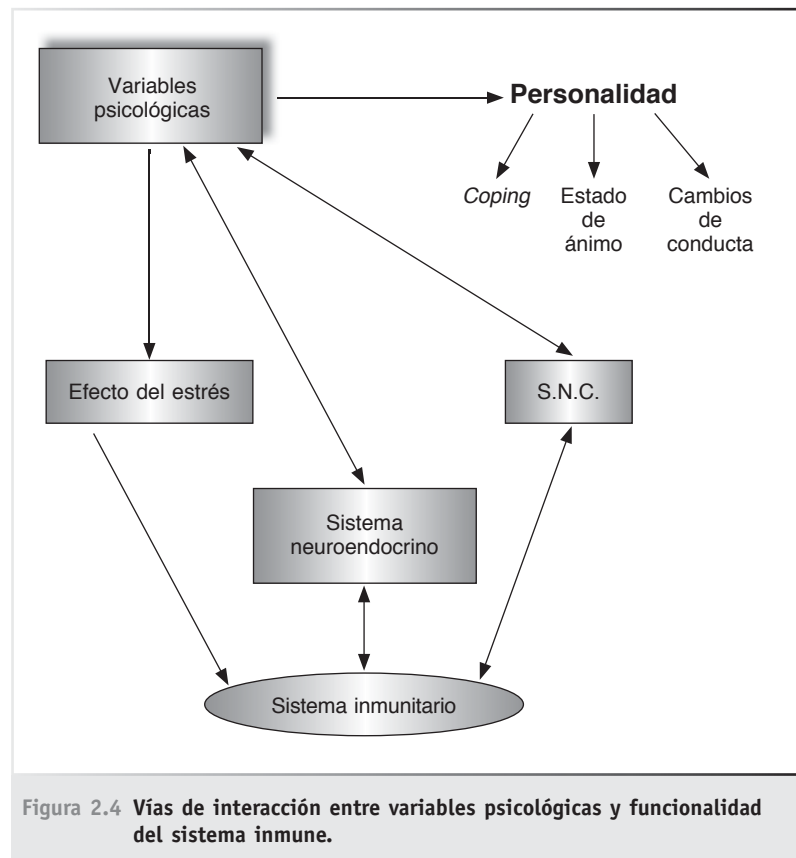 Variables
psicológicas
Personalidad
Coping
Estado
de
ánimo
Cambios
de
conducta
Efecto del estrés
S.N.C.
Sistema
neuroendocrino
Sistema inmunitario
Figura 2.4 Vías de interacción entre variables psicológicas y funcionalidad
del sistema inmune.